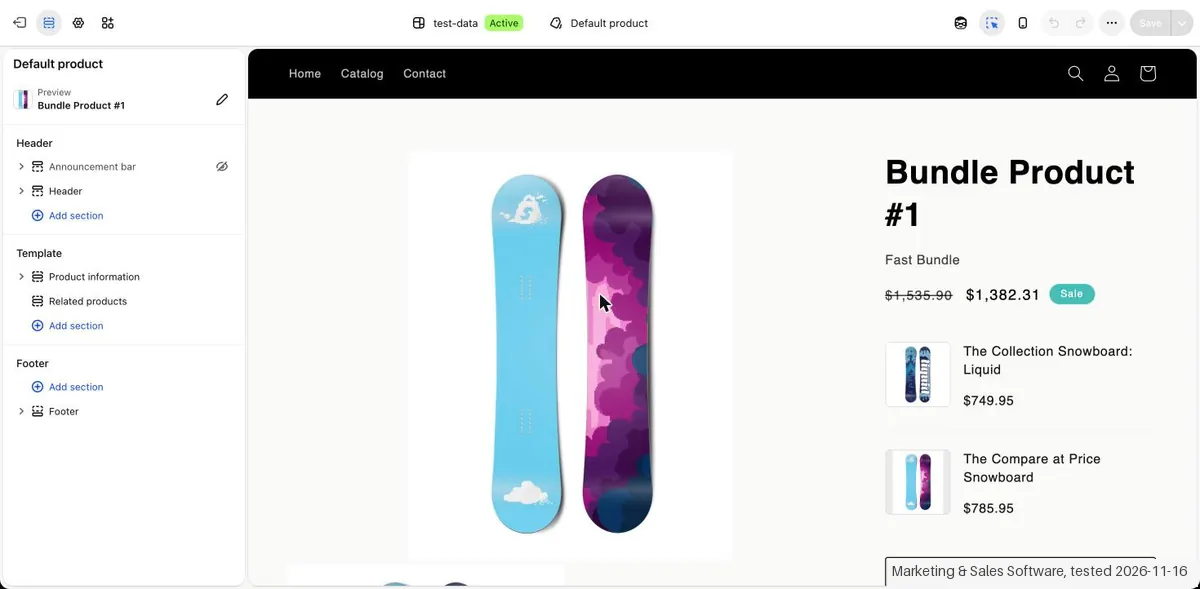 test-data Active
Default product
Save
Default product
Preview
Bundle Product #1
Header
Announcement bar
Header
Add section
Template
Product information
Related products
Add section
Footer
Add section
Footer
Home Catalog Contact
Bundle Product
#1
Fast Bundle
$1,535.90 $1,382.31 Sale
The Collection Snowboard:
Liquid
$749.95
The Compare at Price
Snowboard
$785.95
Marketing & Sales Software, tested 2026-11-16